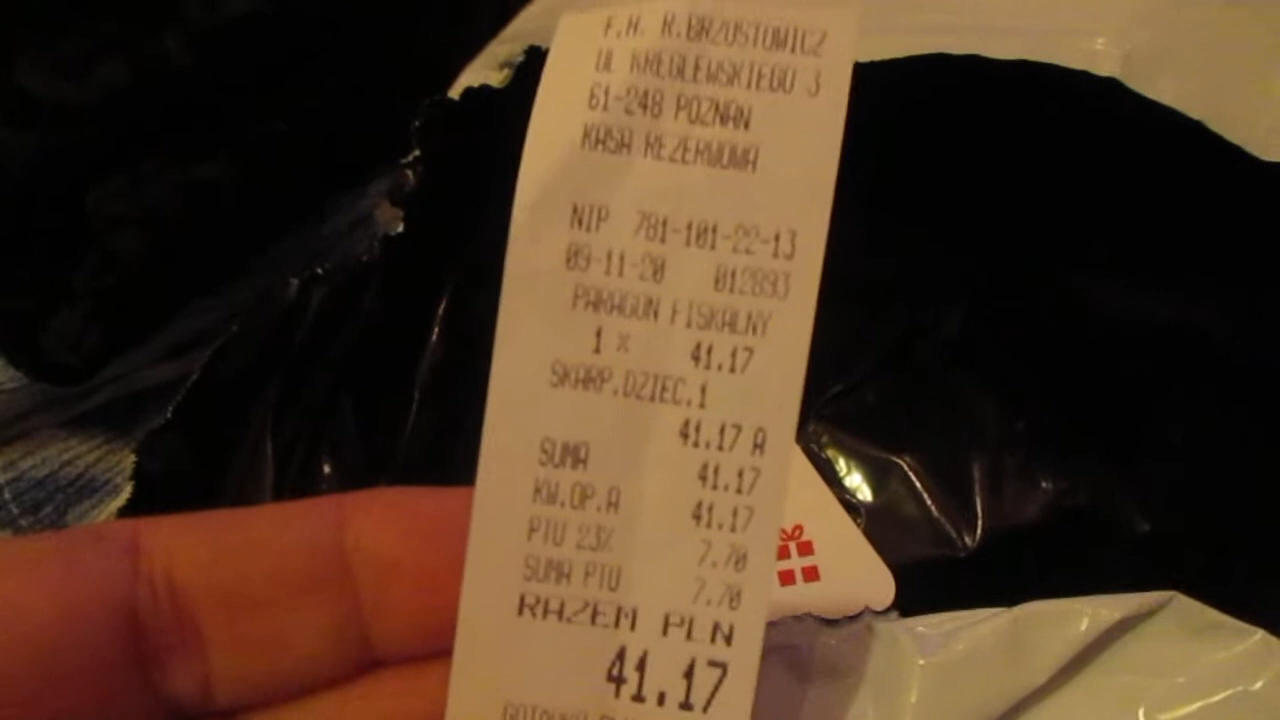 F.H. R.BRZOSTOWICZ
UL KREGLEWSKIEGO 3
61-248 POZNAN
KASA REZERWOWA
NIP 781-101-22-13
09-11-20 012893
PARAGON FISKALNY
1 x 41.17
SKARP.DZIEC.1
41.17 A
SUMA 41.17
KW.OP.A 41.17
PTU 23% 7.70
SUMA PTU 7.70
RAZEM PLN
41.17